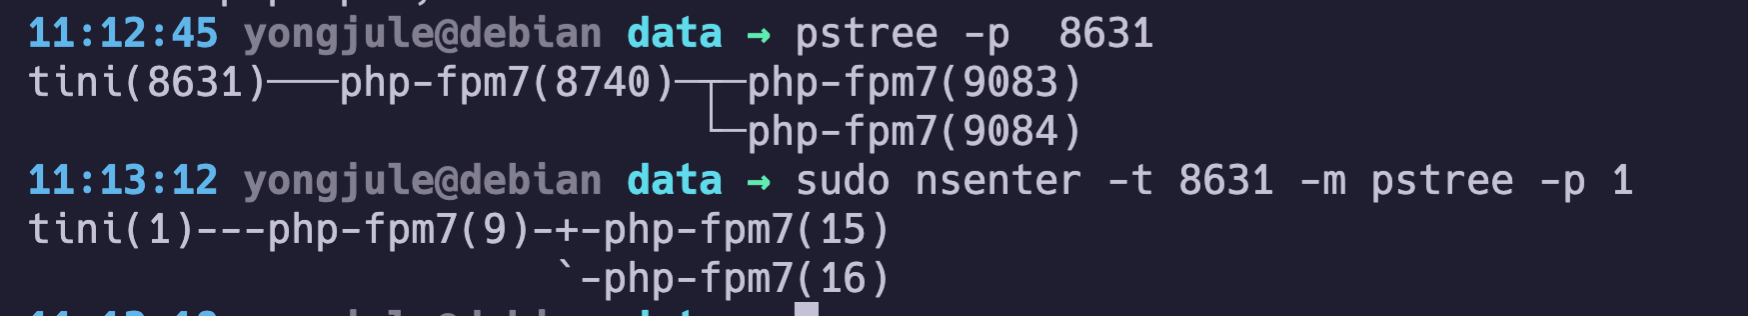 11:12:45 yongjule@debian data → pstree -p  8631
tini(8631)───php-fpm7(8740)─┬─php-fpm7(9083)
                            └─php-fpm7(9084)
11:13:12 yongjule@debian data → sudo nsenter -t 8631 -m pstree -p 1
tini(1)---php-fpm7(9)-+-php-fpm7(15)
                      `-php-fpm7(16)